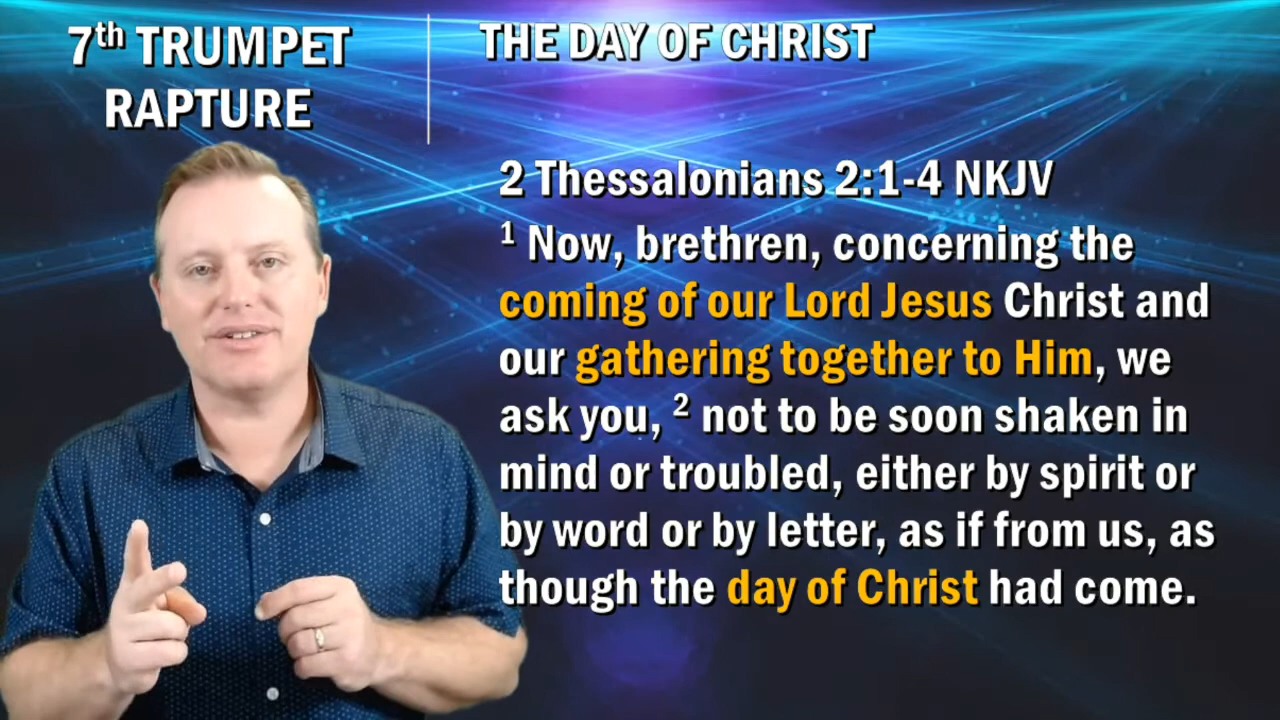 7th TRUMPET
RAPTURE
THE DAY OF CHRIST
2 Thessalonians 2:1-4 NKJV
1 Now, brethren, concerning the
coming of our Lord Jesus Christ and
our gathering together to Him, we
ask you, 2 not to be soon shaken in
mind or troubled, either by spirit or
by word or by letter, as if from us, as
though the day of Christ had come.